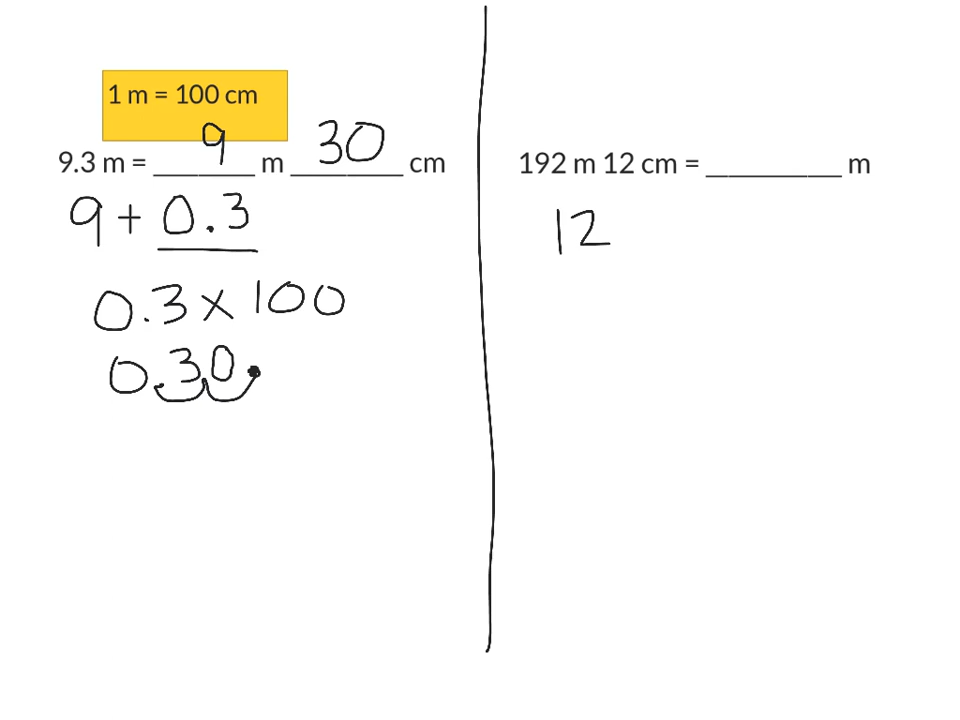 1 m = 100 cm
9.3 m = 9 m 30 cm
9 + 0.3
0.3 x 100
0.30.
192 m 12 cm = __________ m
12